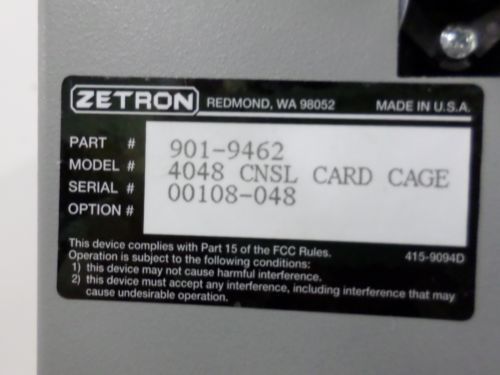 ZETRON REDMOND, WA 98052 MADE IN U.S.A.
PART # 901-9462
MODEL # 4048 CNSL CARD CAGE
SERIAL # 00108-048
OPTION #
This device complies with Part 15 of the FCC Rules. 415-9094D
Operation is subject to the following conditions:
1) this device may not cause harmful interference.
2) this device must accept any interference, including interference that may
cause undesirable operation.